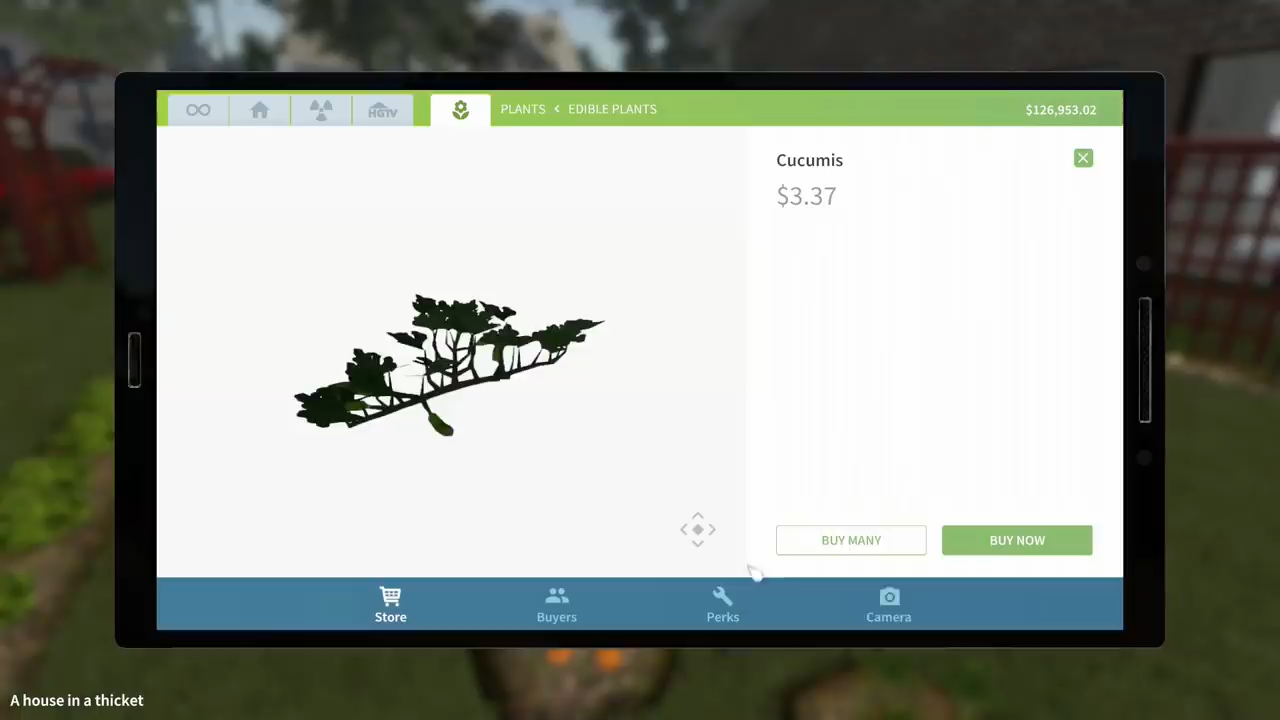 HGTV
PLANTS < EDIBLE PLANTS
$126,953.02
Cucumis
$3.37
BUY MANY
BUY NOW
Store
Buyers
Perks
Camera
A house in a thicket